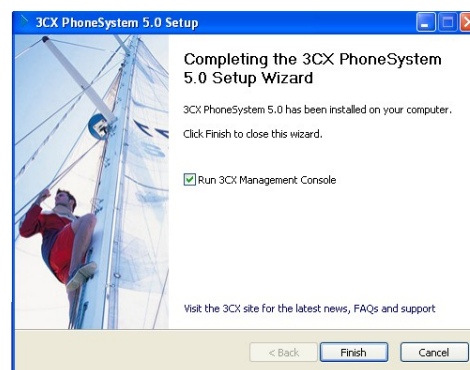 3CX PhoneSystem 5.0 Setup
Completing the 3CX PhoneSystem
5.0 Setup Wizard
3CX PhoneSystem 5.0 has been installed on your computer.
Click Finish to close this wizard.
Run 3CX Management Console
Visit the 3CX site for the latest news, FAQs and support
< Back
Finish
Cancel